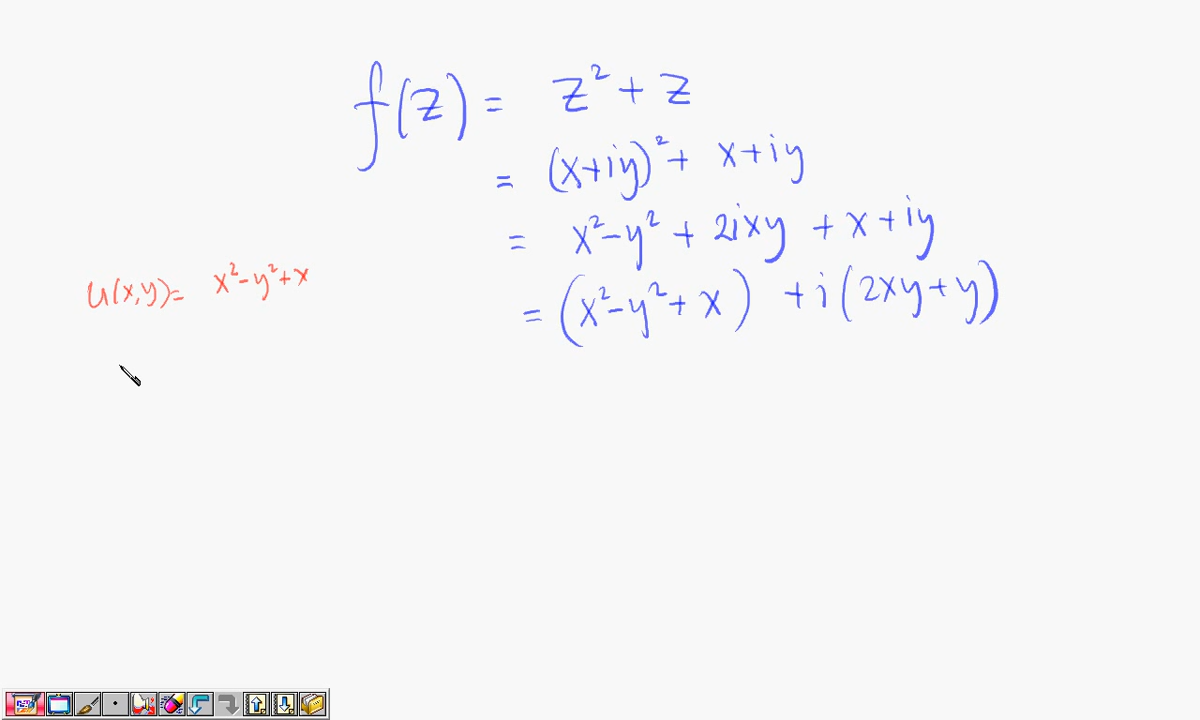 f(z) = z² + z
= (x+iy)² + x+iy
= x²-y² + 2ixy + x+iy
= (x²-y²+x) + i(2xy+y)
u(x,y)= x²-y²+x